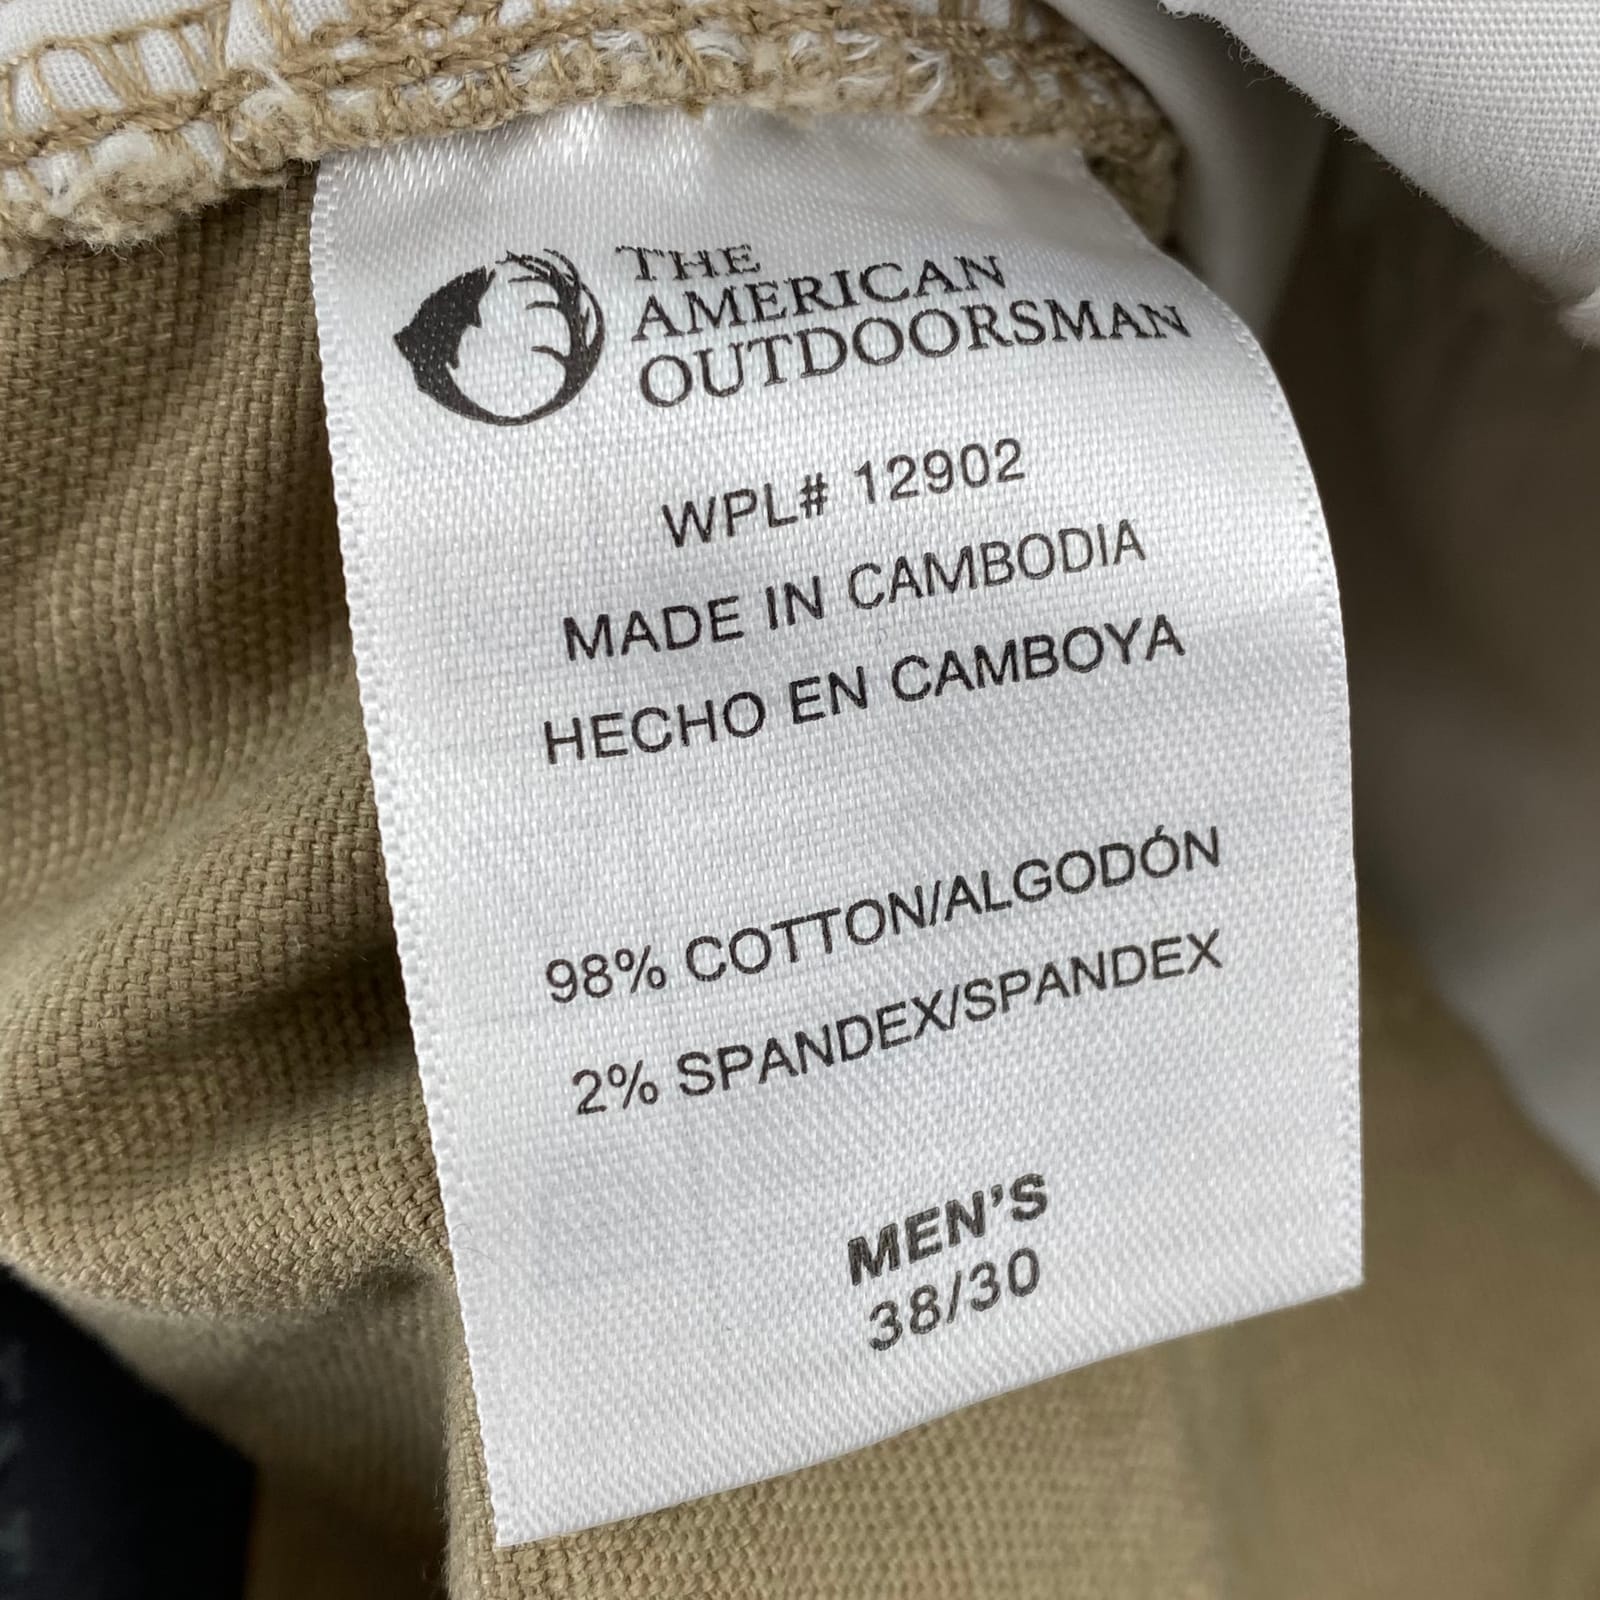 THE
AMERICAN
OUTDOORSMAN
WPL# 12902
MADE IN CAMBODIA
HECHO EN CAMBOYA
98% COTTON/ALGODÓN
2% SPANDEX/SPANDEX
MEN'S
38/30